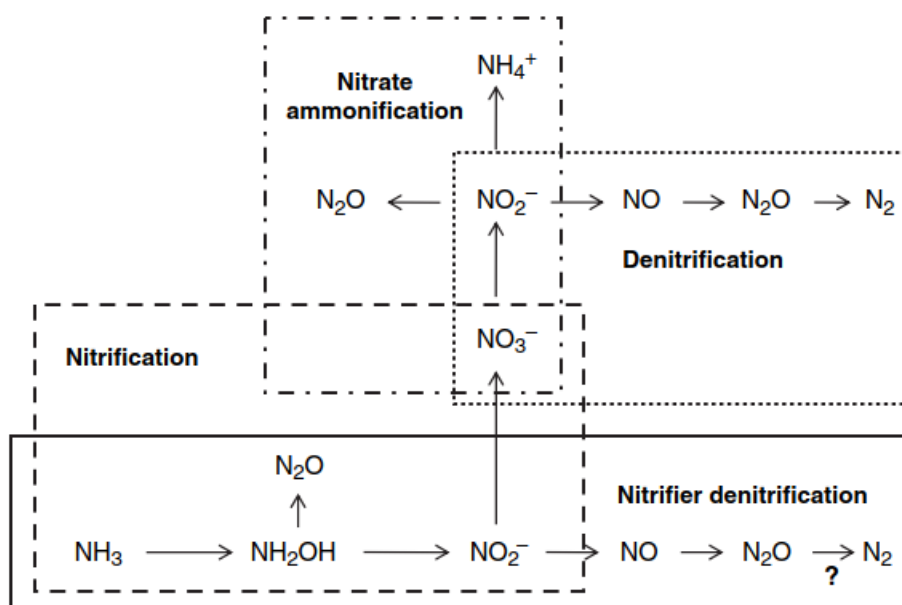 NH₄⁺
Nitrate
ammonification
N₂O ← NO₂⁻ → NO → N₂O → N₂
Denitrification
NO₃⁻
Nitrification
N₂O
Nitrifier denitrification
NH₃ → NH₂OH → NO₂⁻ → NO → N₂O → N₂
?